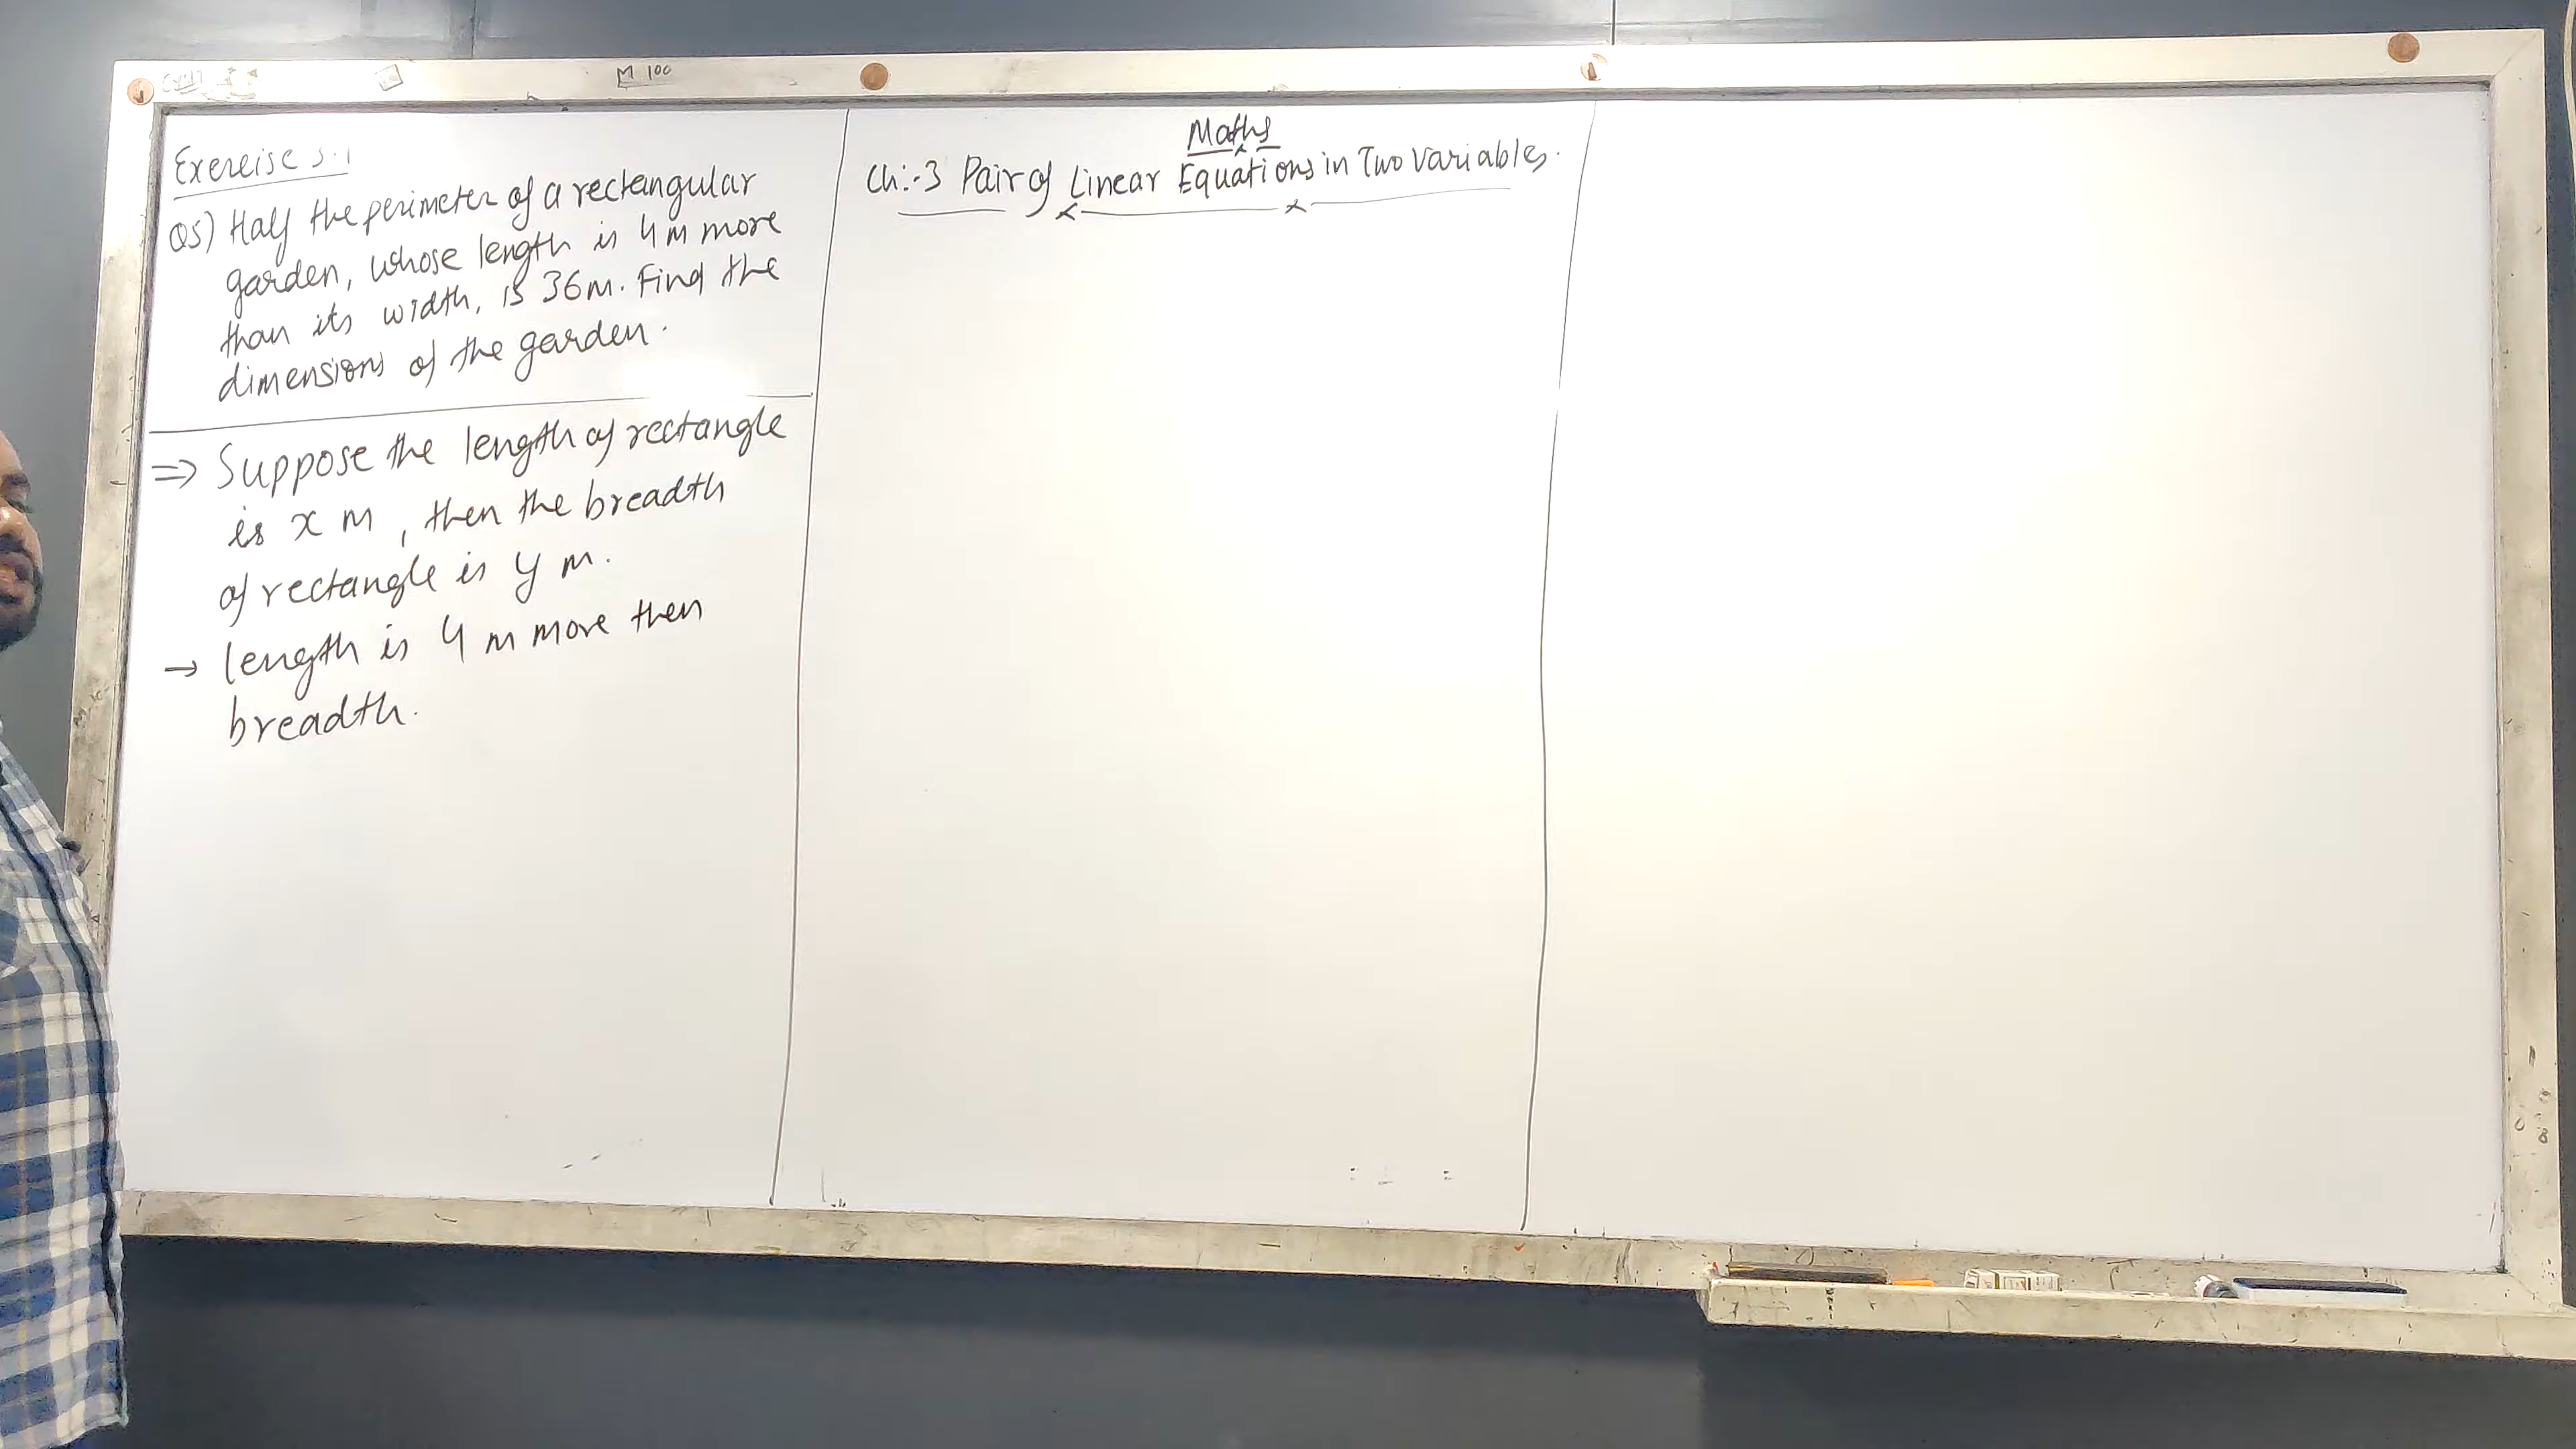 M 100
Exercise 3.1
Q5) Half the perimeter of a rectangular
garden, whose length is 4m more
than its width, is 36m. Find the
dimensions of the garden.
⇒ Suppose the length of rectangle
is x m, then the breadth
of rectangle is y m.
→ length is 4 m more then
breadth.
Maths
Ch:-3 Pair of Linear Equations in Two Variables.